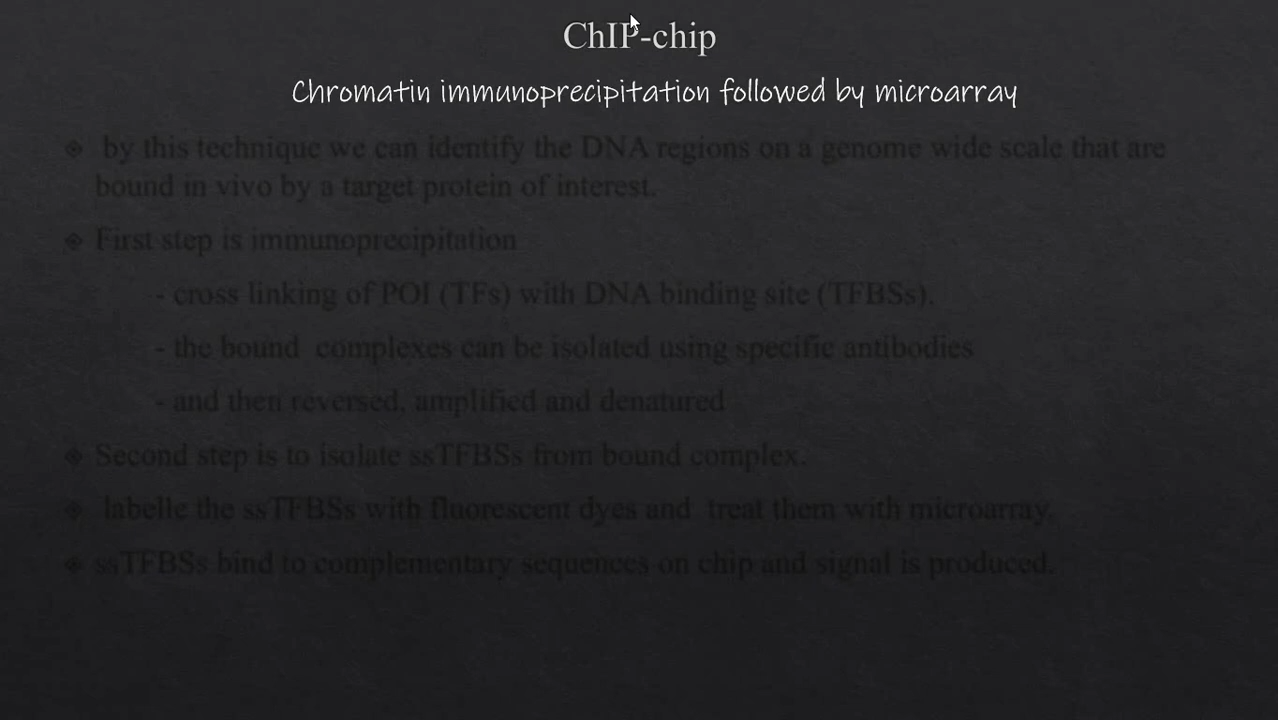 ChIP-chip
Chromatin immunoprecipitation followed by microarray
by this technique we can identify the DNA regions on a genome wide scale that are
bound in vivo by a target protein of interest.
First step is immunoprecipitation
- cross linking of POI (TFs) with DNA binding site (TFBSs).
- the bound complexes can be isolated using specific antibodies
- and then reversed, amplified and denatured
Second step is to isolate ssTFBSs from bound complex.
labelle the ssTFBSs with fluorescent dyes and treat them with microarray.
ssTFBSs bind to complementary sequences on chip and signal is produced.